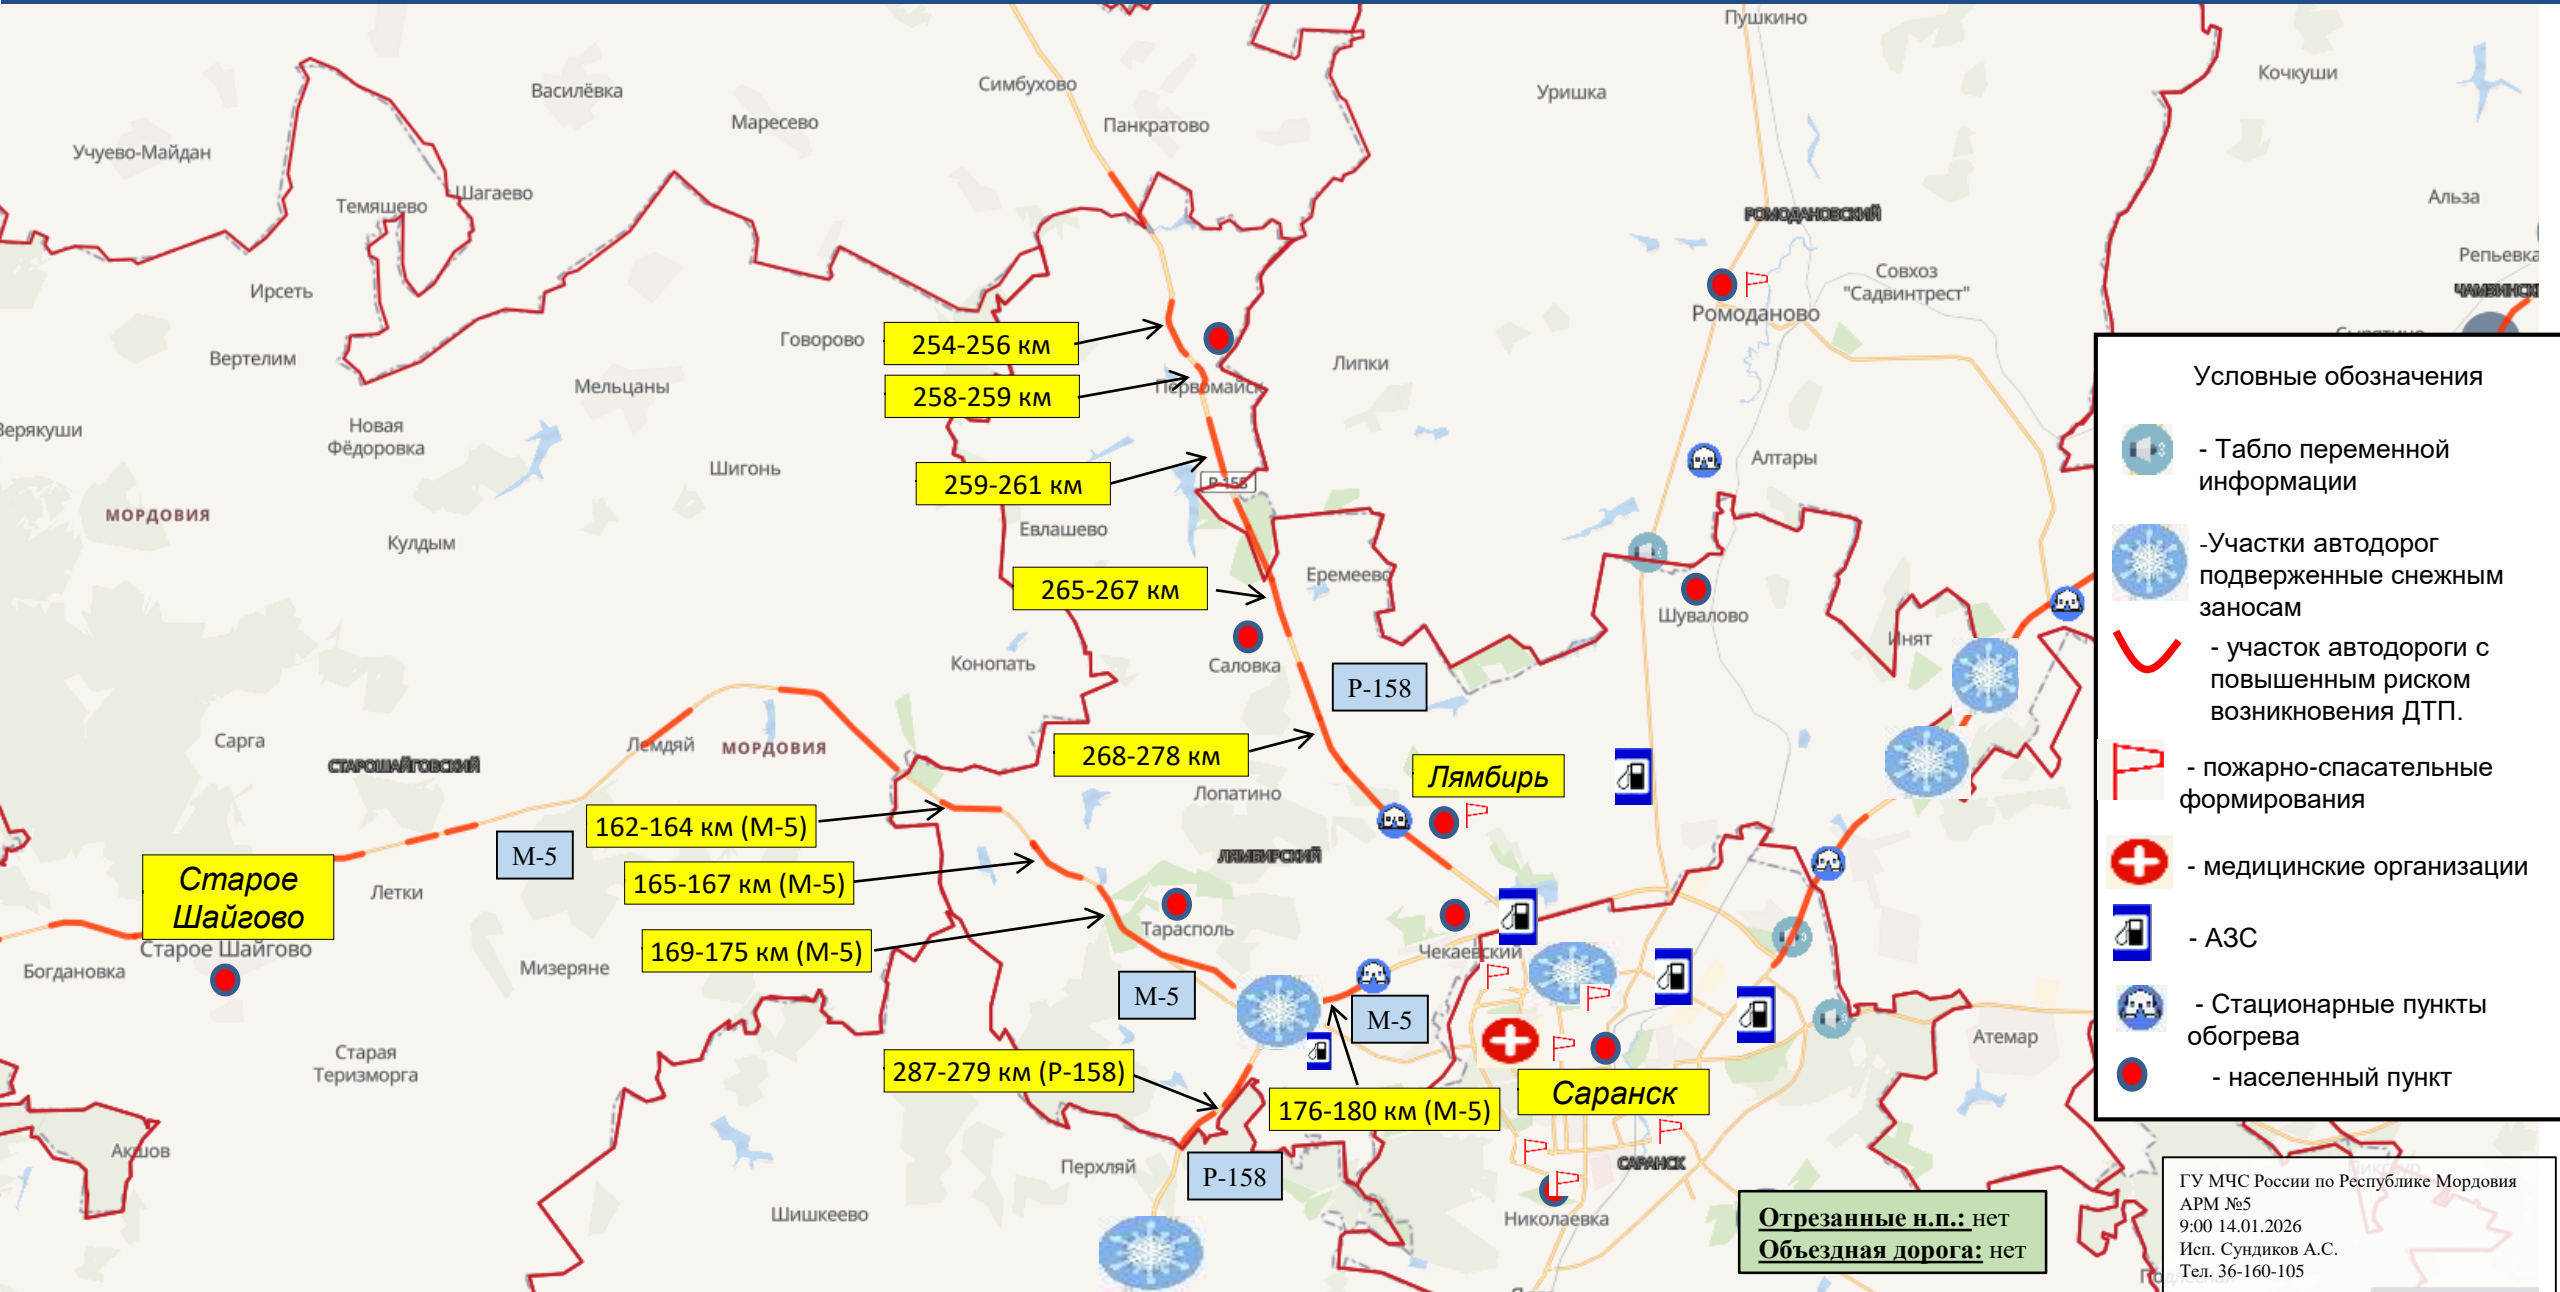 Пушкино
Кочкуши
Симбухово
Василёвка
Уришка
Маресево
Панкратово
Учуево-Майдан
Шагаево
Темяшево
Альза
РОМОДАНОВСКИЙ
Репьевка
Совхоз
"Садвинтрест"
Ирсеть
ЧАМЗИНСК
Ромоданово
Говорово
254-256 км
Вертелим
Липки
Мельцаны
Первомайск
258-259 км
Верякуши
Новая
Фёдоровка
Шигонь
Алтары
259-261 км
Р-158
МОРДОВИЯ
Евлашево
Кулдым
Еремеево
265-267 км
Шувалово
Инят
Конопать
Саловка
Р-158
Сарга
Лемдяй
МОРДОВИЯ
268-278 км
СТАРОШАЙГОВСКИЙ
Лямбирь
Лопатино
162-164 км (М-5)
М-5
ЛЯМБИРСКИЙ
165-167 км (М-5)
Летки
Старое
Шайгово
Тарасполь
Старое Шайгово
169-175 км (М-5)
Чекаевский
Богдановка
Мизеряне
М-5
М-5
Атемар
Старая
Теризморга
287-279 км (Р-158)
Саранск
176-180 км (М-5)
Акшов
Перхляй
САРАНСК
Р-158
Шишкеево
Николаевка
Отрезанные н.п.: нет
Объездная дорога: нет
Условные обозначения
- Табло переменной
информации
-Участки автодорог
подверженные снежным
заносам
- участок автодороги с
повышенным риском
возникновения ДТП.
- пожарно-спасательные
формирования
- медицинские организации
- АЗС
- Стационарные пункты
обогрева
- населенный пункт
ГУ МЧС России по Республике Мордовия
АРМ №5
9:00 14.01.2026
Исп. Сундиков А.С.
Тел. 36-160-105